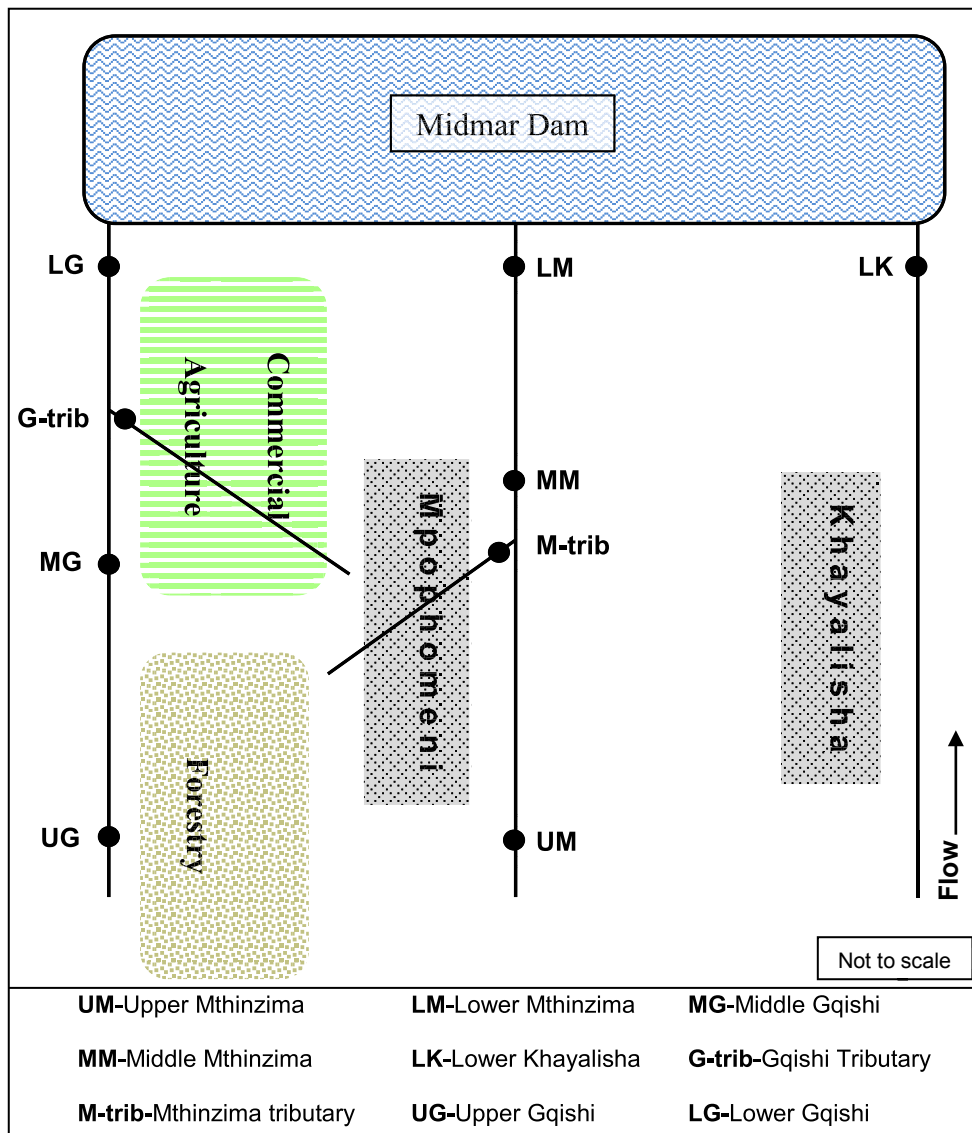 Midmar Dam
LG
LM
LK
Commercial
Agriculture
G-trib
MM
M-trib
MG
Mpophomeni
Khayalisha
Forestry
UG
UM
Flow
Not to scale
UM-Upper Mthinzima
LM-Lower Mthinzima
MG-Middle Gqishi
MM-Middle Mthinzima
LK-Lower Khayalisha
G-trib-Gqishi Tributary
M-trib-Mthinzima tributary
UG-Upper Gqishi
LG-Lower Gqishi